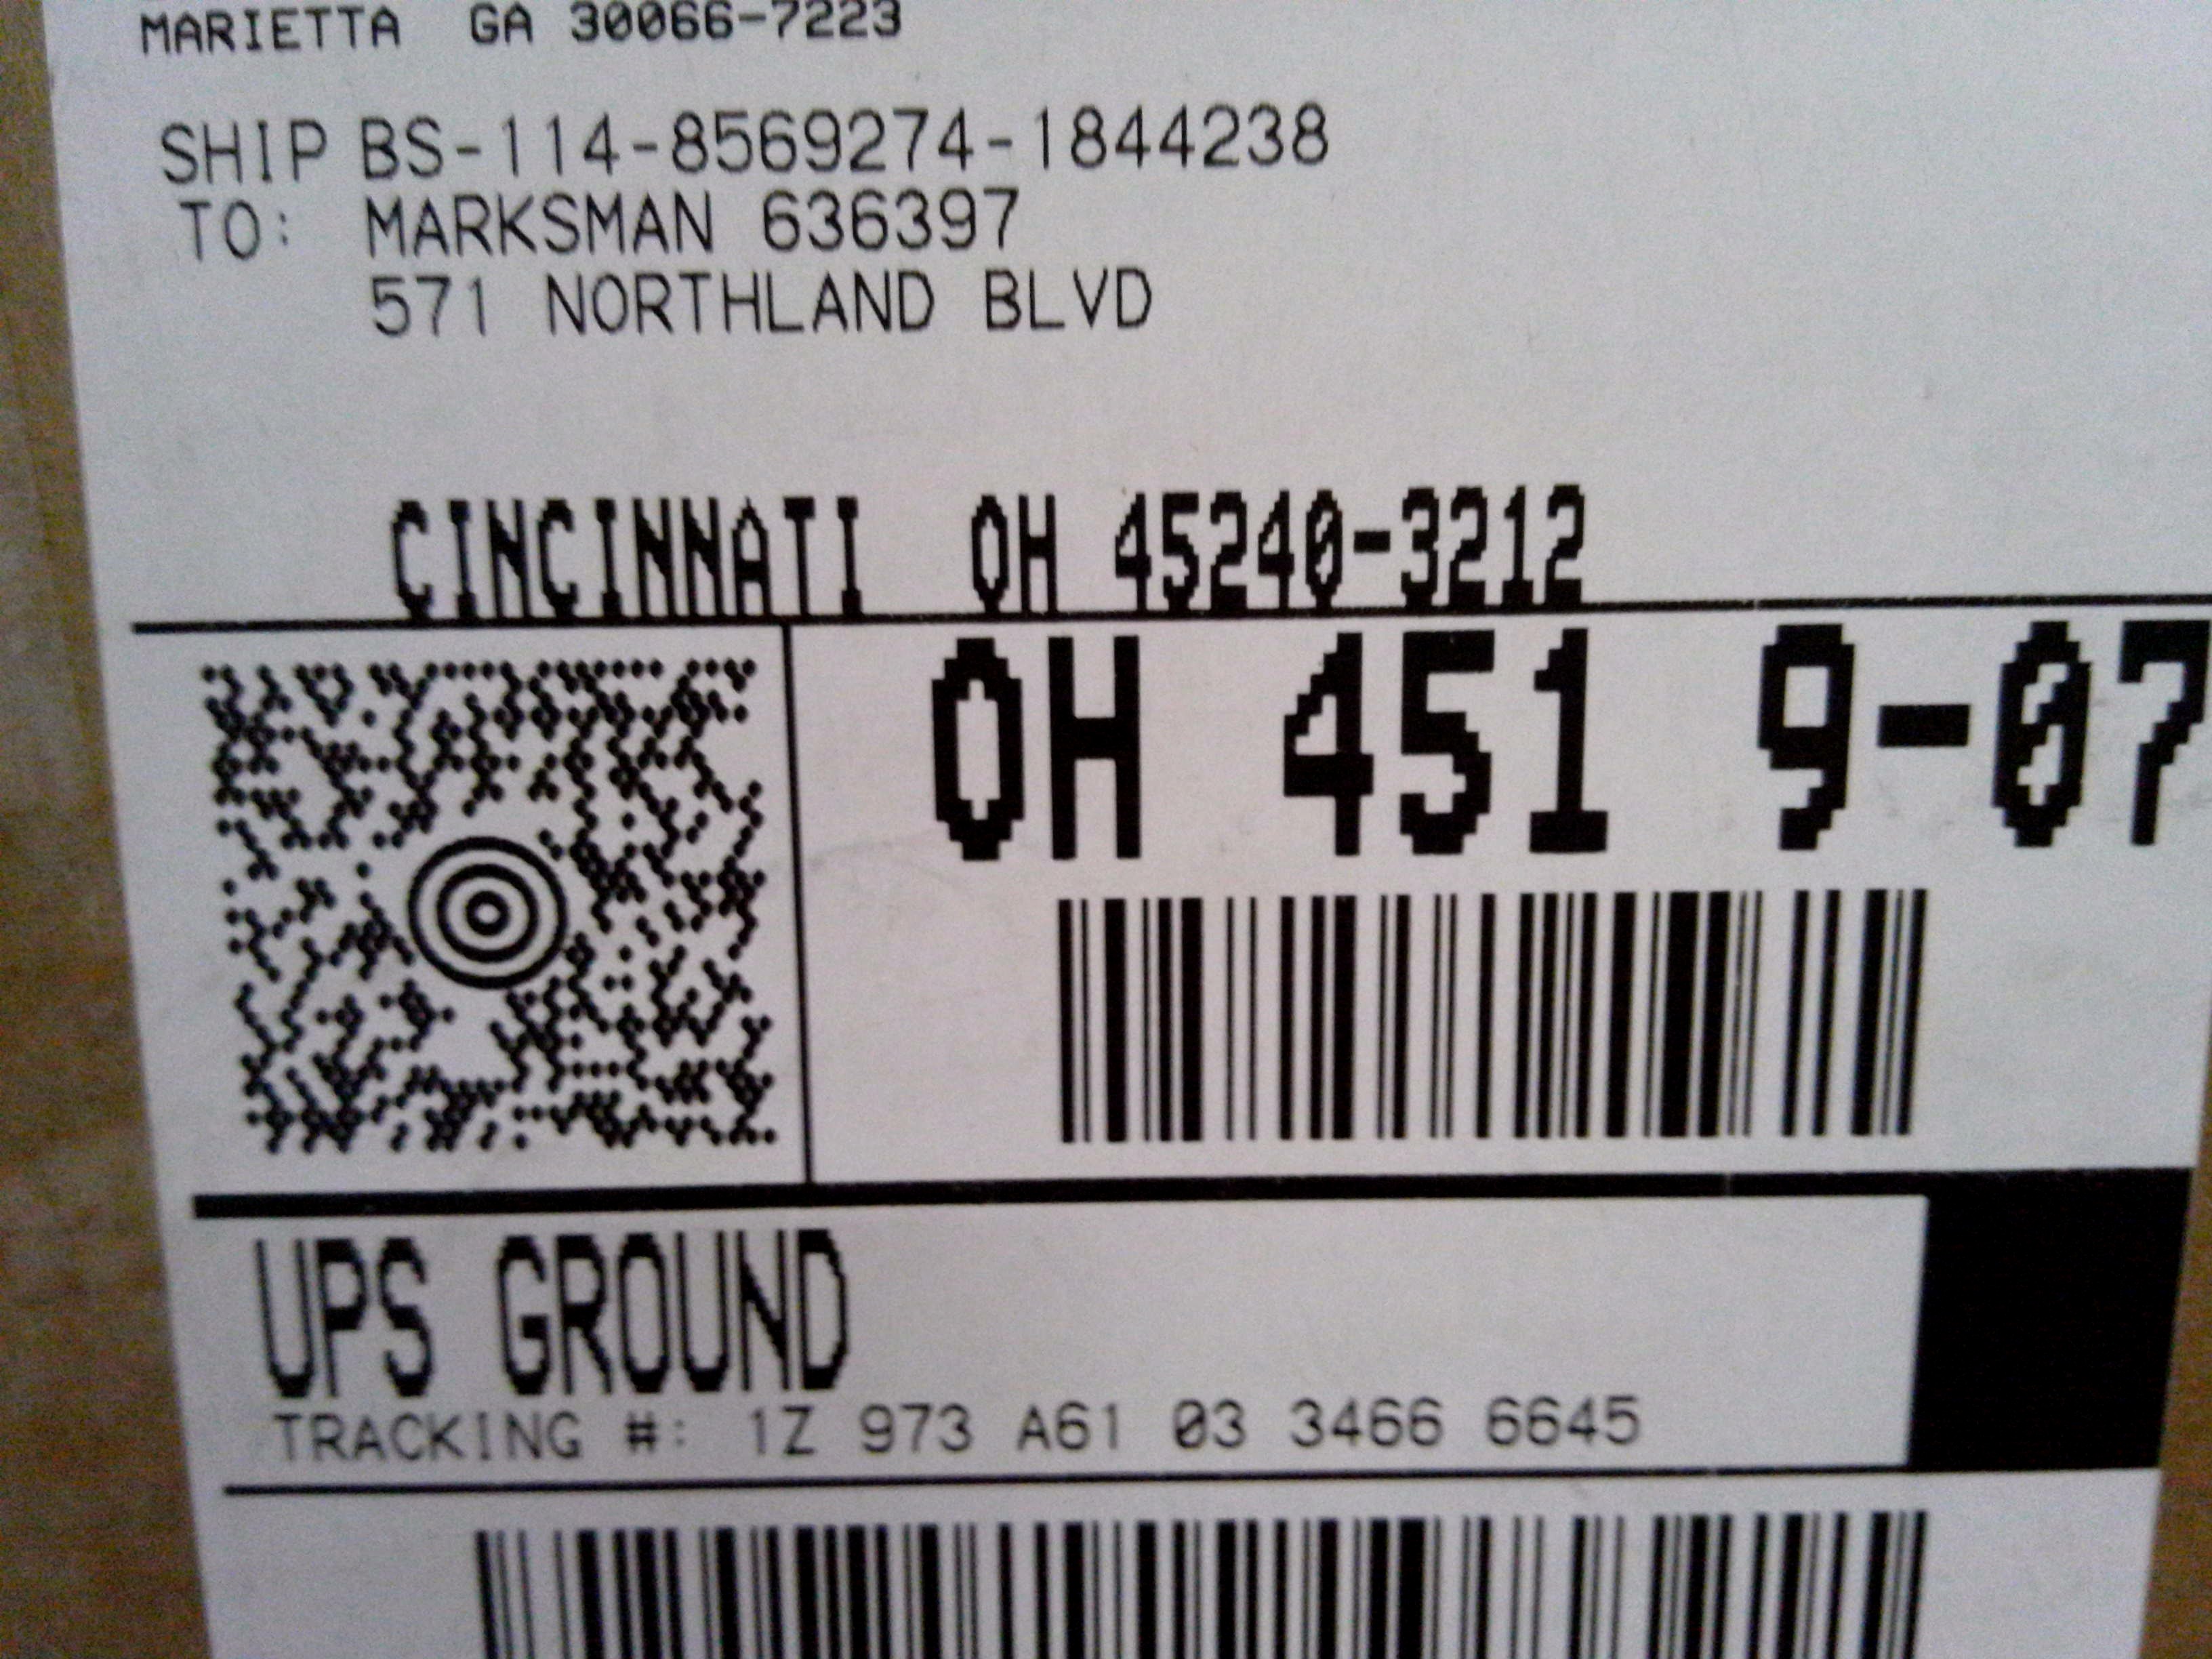 MARIETTA GA 30066-7223
SHIP BS-114-8569274-1844238
TO: MARKSMAN 636397
571 NORTHLAND BLVD
CINCINNATI OH 45240-3212
OH 451 9-07
UPS GROUND
TRACKING #: 1Z 973 A61 03 3466 6645